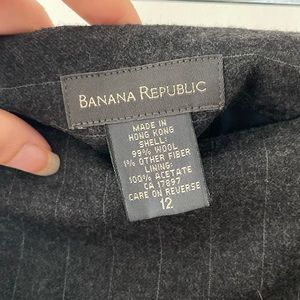 BANANA REPUBLIC
MADE IN
HONG KONG
SHELL:
99% WOOL
1% OTHER FIBER
LINING:
100% ACETATE
CA 17897
CARE ON REVERSE
12